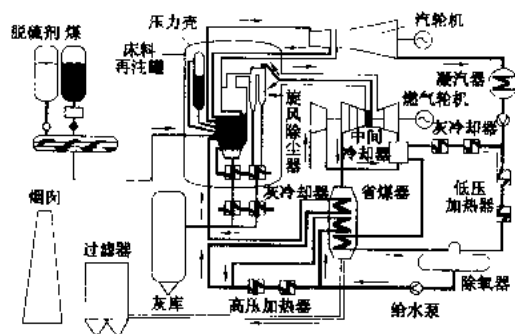 脱硫剂 煤
压力壳
床料
再注罐
汽轮机
凝汽器
旋风除尘器
燃气轮机
中间
冷却器
灰冷却器
灰冷却器
省煤器
低压
加热器
烟囱
过滤器
灰库
高压加热器
给水泵
除氧器